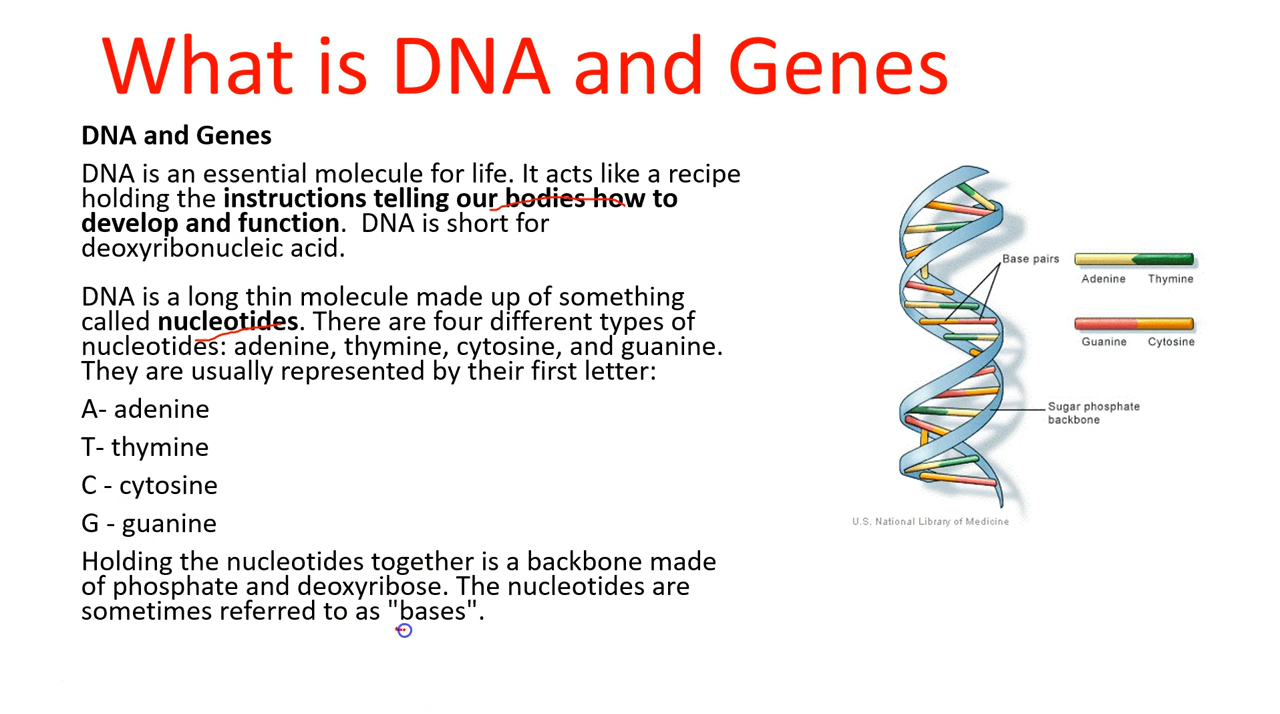 What is DNA and Genes
DNA and Genes
DNA is an essential molecule for life. It acts like a recipe
holding the instructions telling our bodies how to
develop and function.  DNA is short for
deoxyribonucleic acid.
DNA is a long thin molecule made up of something
called nucleotides. There are four different types of
nucleotides: adenine, thymine, cytosine, and guanine.
They are usually represented by their first letter:
A- adenine
T- thymine
C - cytosine
G - guanine
Holding the nucleotides together is a backbone made
of phosphate and deoxyribose. The nucleotides are
sometimes referred to as "bases".
Base pairs
Adenine Thymine
Guanine Cytosine
Sugar phosphate
backbone
U.S. National Library of Medicine